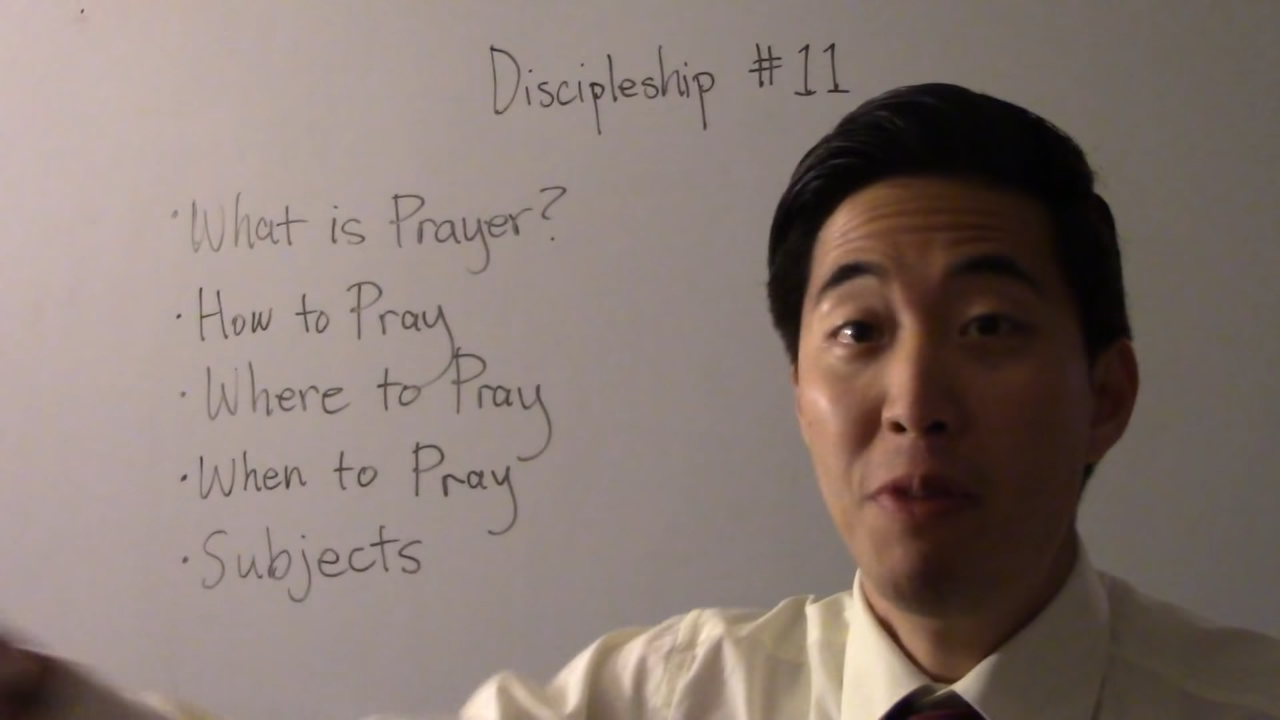 Discipleship #11
·What is Prayer?
·How to Pray
·Where to Pray
·When to Pray
·Subjects